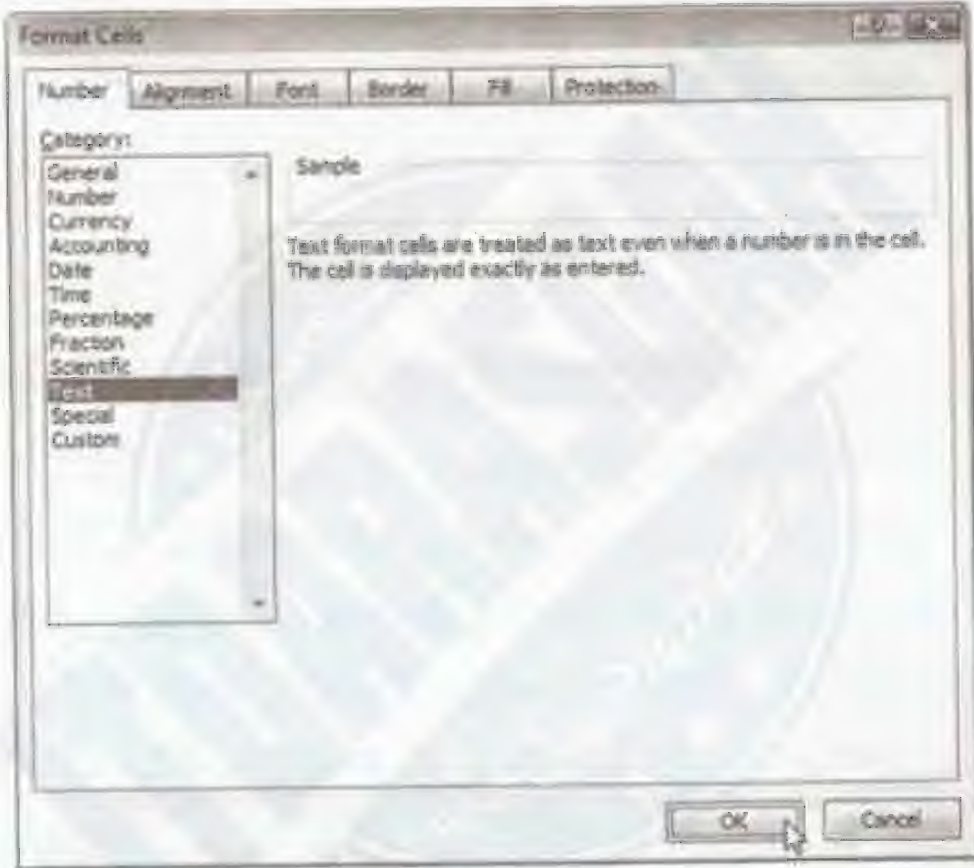 Format Cells
Number Alignment Font Border Fill Protection
Category:
General
Number
Currency
Accounting
Date
Time
Percentage
Fraction
Scientific
Text
Special
Custom
Sample
Text format cells are treated as text even when a number is in the cell.
The cell is displayed exactly as entered.
OK Cancel